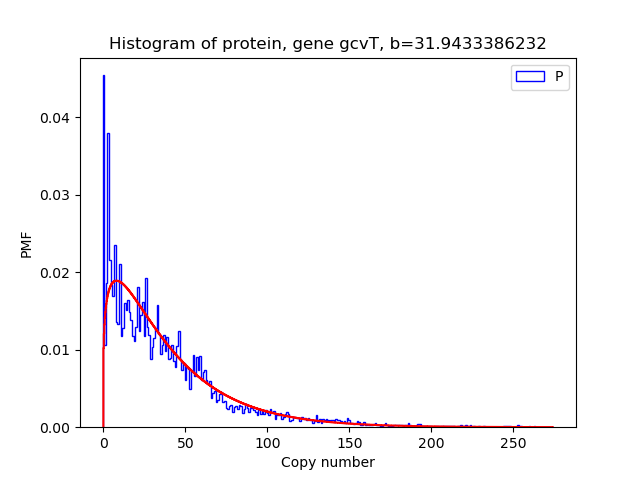 Histogram of protein, gene gcvT, b=31.9433386232
P
0.04
0.03
0.02
0.01
0.00
PMF
0 50 100 150 200 250
Copy number